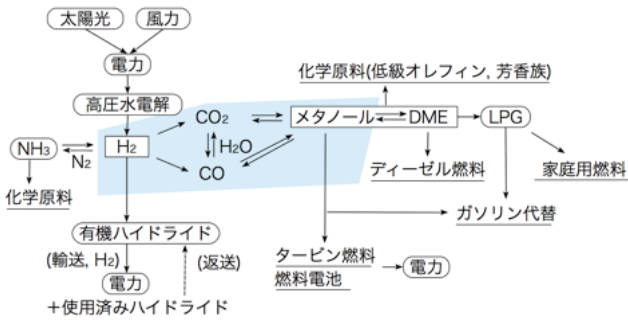 太陽光
風力
電力
高圧水電解
化学原料(低級オレフィン, 芳香族)
CO₂
メタノール
DME
LPG
NH₃
N₂
H₂
H₂O
CO
化学原料
ディーゼル燃料
家庭用燃料
ガソリン代替
有機ハイドライド
(輸送, H₂)
(返送)
タービン燃料
燃料電池
電力
電力
+使用済みハイドライド